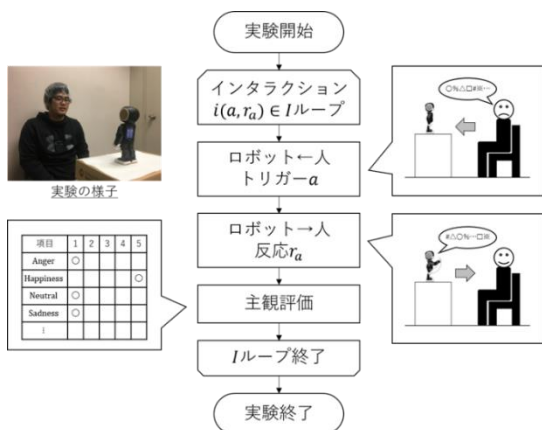 実験開始
インタラクション
i(a, r_a) ∈ Iループ
ロボット←人
トリガーa
ロボット→人
反応r_a
主観評価
Iループ終了
実験終了
実験の様子
項目 1 2 3 4 5
Anger ○
Happiness ○
Neutral ○
Sadness ○
⋮